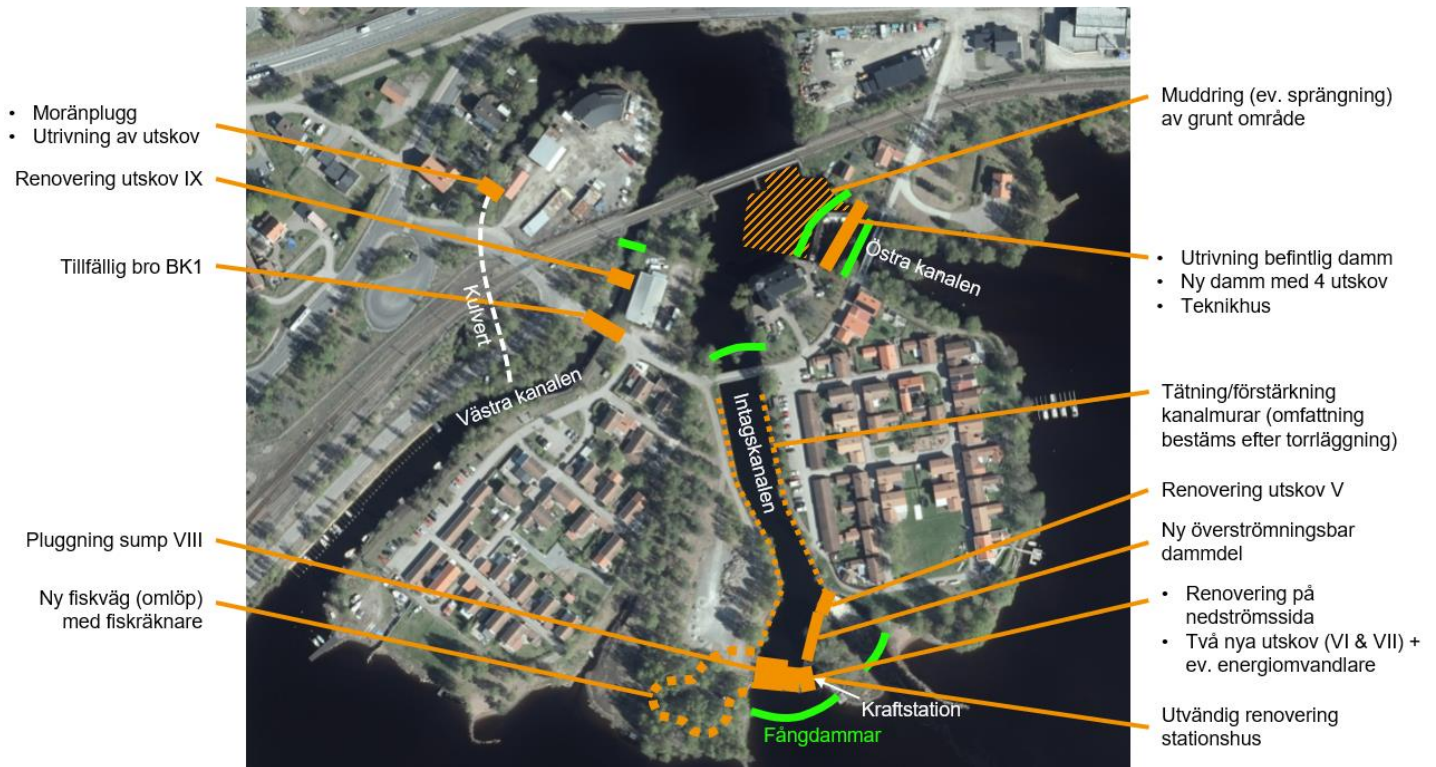 • Moränplugg
• Utrivning av utskov
Renovering utskov IX
Tillfällig bro BK1
Pluggning sump VIII
Ny fiskväg (omlöp)
med fiskräknare
Kulvert
Västra kanalen
Intagskanalen
Östra kanalen
Kraftstation
Fångdammar
Muddring (ev. sprängning)
av grunt område
• Utrivning befintlig damm
• Ny damm med 4 utskov
• Teknikhus
Tätning/förstärkning
kanalmurar (omfattning
bestäms efter torrläggning)
Renovering utskov V
Ny överströmningsbar
dammdel
• Renovering på
nedströmssida
• Två nya utskov (VI & VII) +
ev. energiomvandlare
Utvändig renovering
stationshus